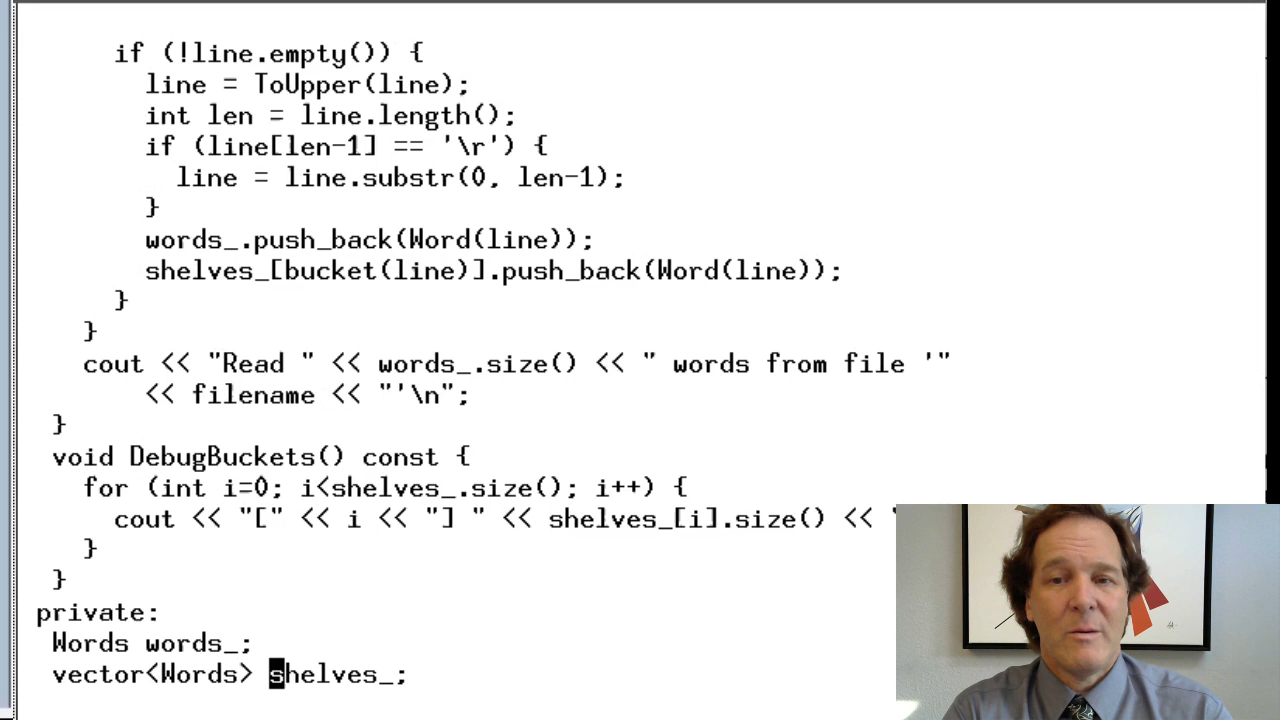 if (!line.empty()) {
line = ToUpper(line);
int len = line.length();
if (line[len-1] == '\r') {
line = line.substr(0, len-1);
}
words_.push_back(Word(line));
shelves_[bucket(line)].push_back(Word(line));
}
}
cout << "Read " << words_.size() << " words from file '"
<< filename << "'\n";
}
void DebugBuckets() const {
for (int i=0; i<shelves_.size(); i++) {
cout << "[" << i << "] " << shelves_[i].size() <<
}
}
private:
Words words_;
vector<Words> shelves_;